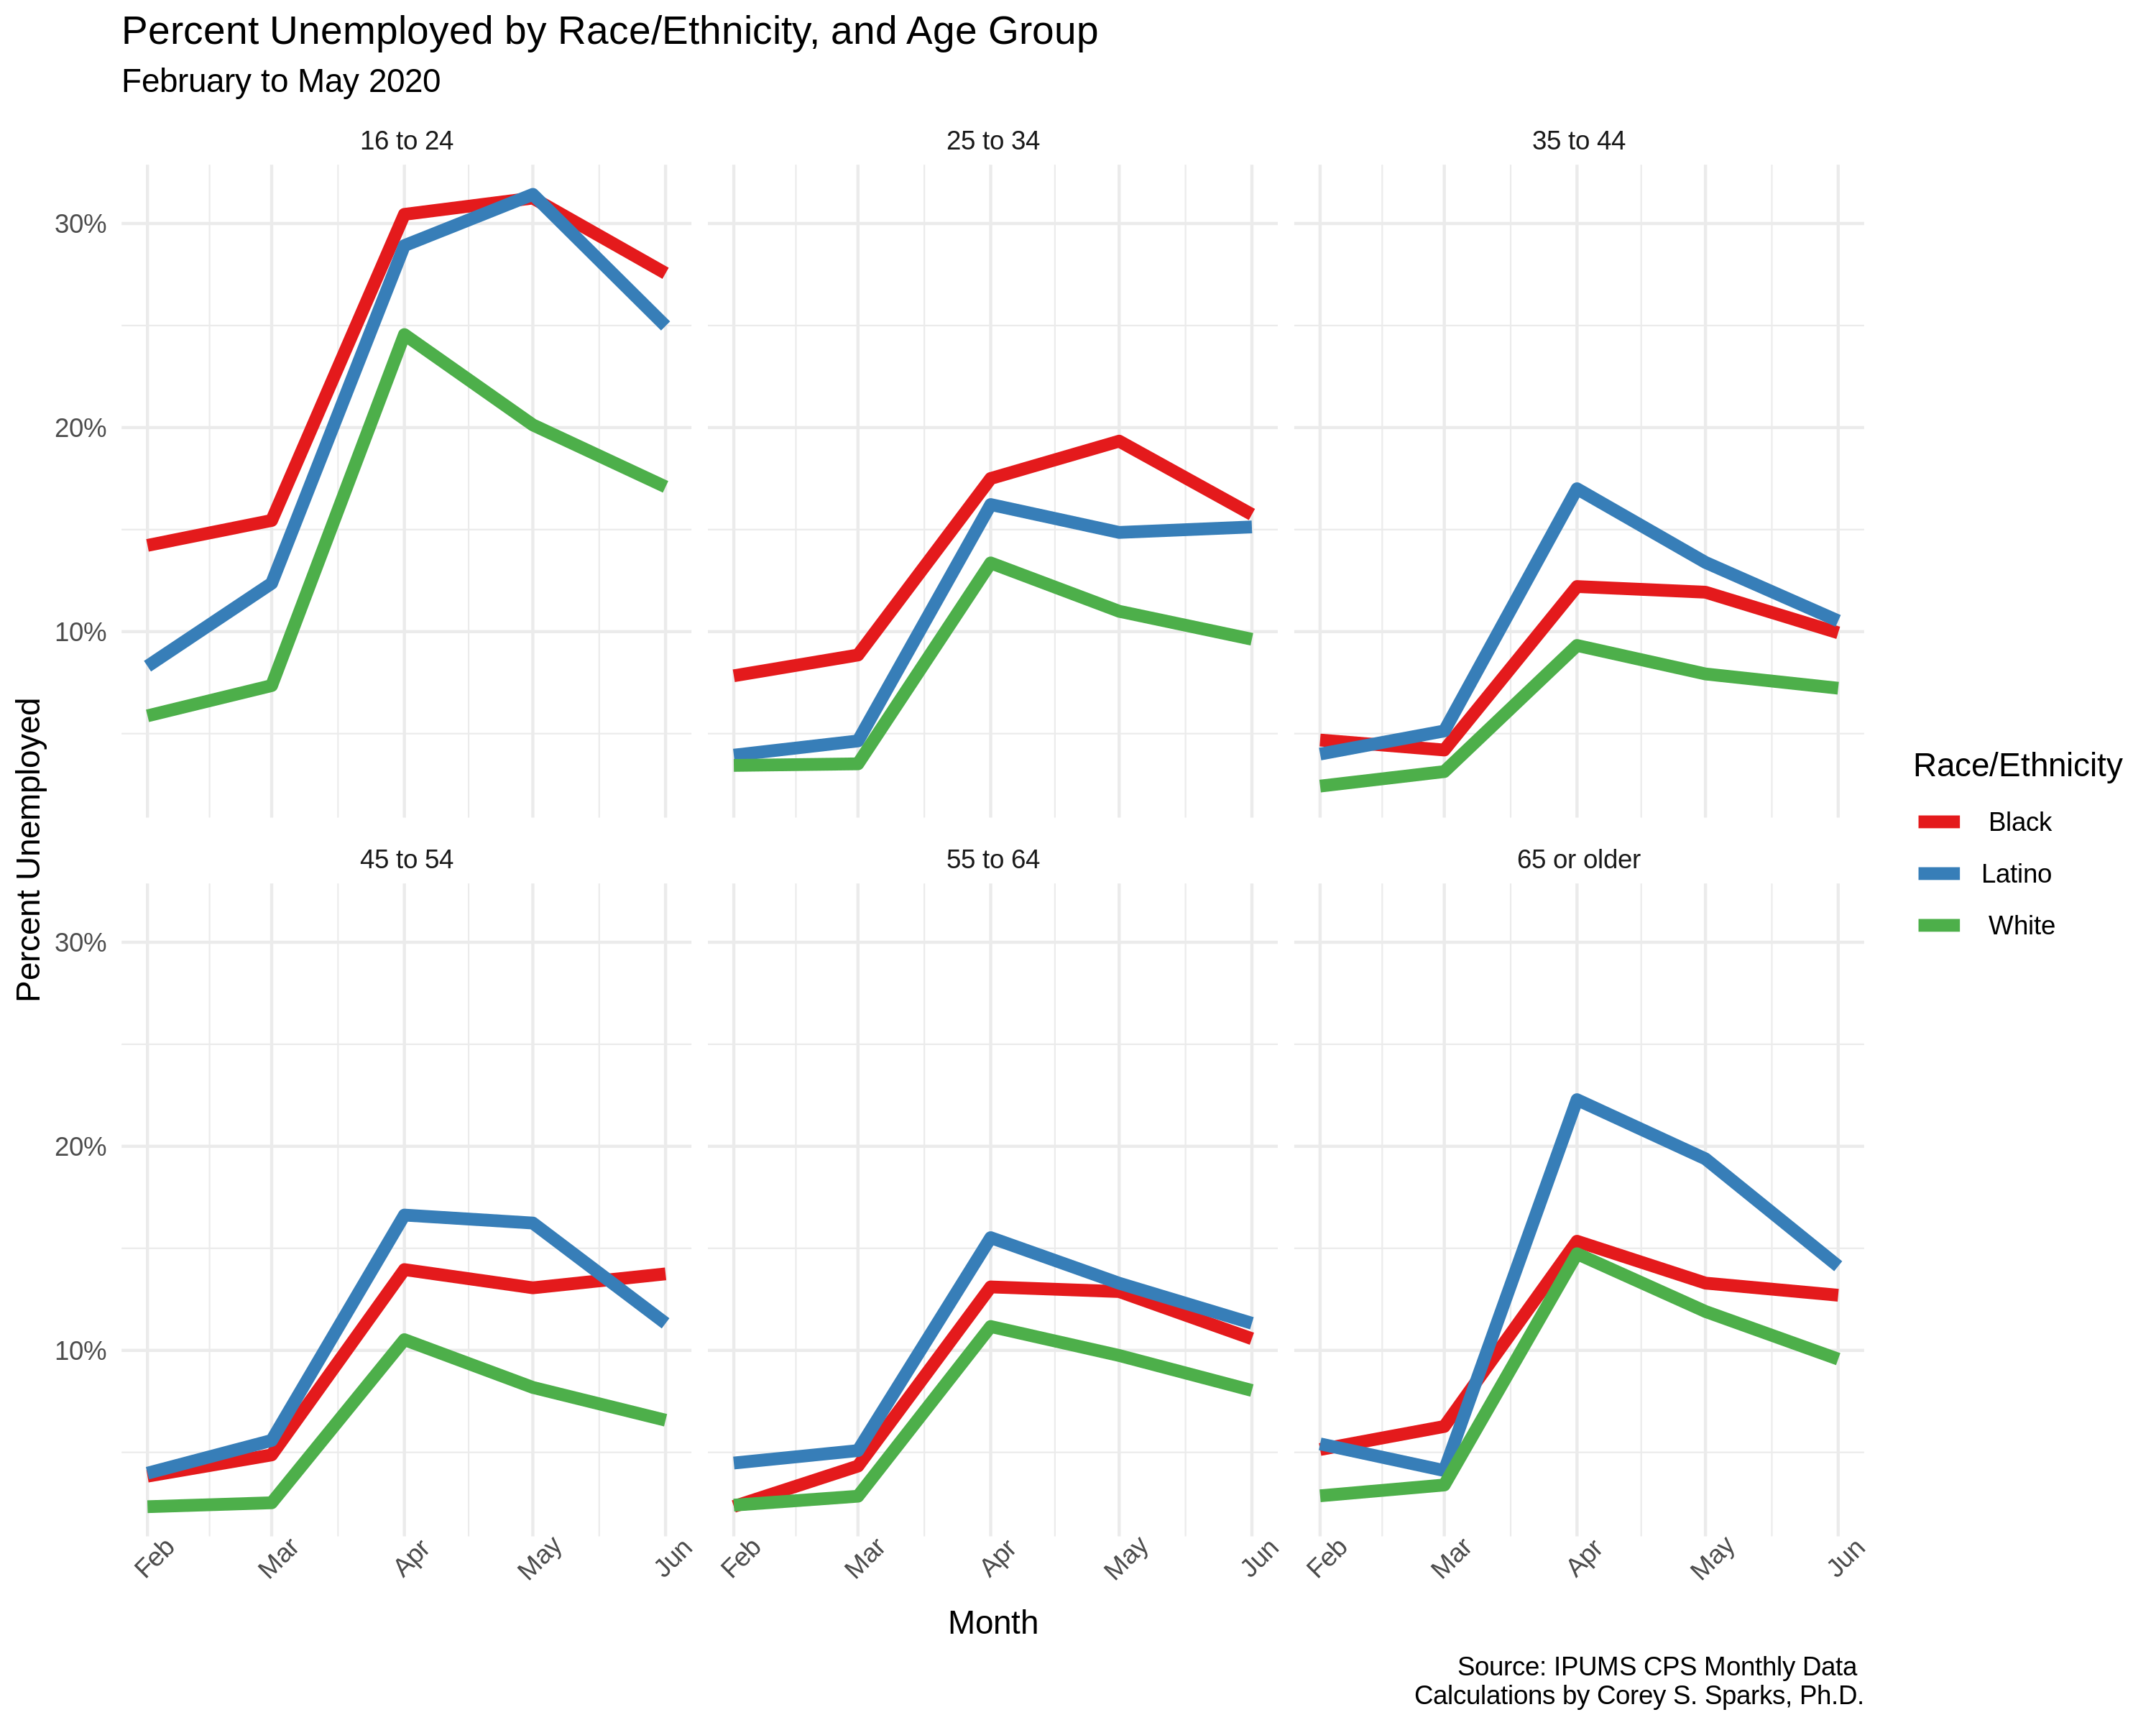 Percent Unemployed by Race/Ethnicity, and Age Group
February to May 2020
16 to 24
25 to 34
35 to 44
30%
20%
10%
45 to 54
55 to 64
65 or older
30%
20%
10%
Percent Unemployed
Feb
Mar
Apr
May
Jun
Feb
Mar
Apr
May
Jun
Feb
Mar
Apr
May
Jun
Month
Race/Ethnicity
Black
Latino
White
Source: IPUMS CPS Monthly Data
Calculations by Corey S. Sparks, Ph.D.